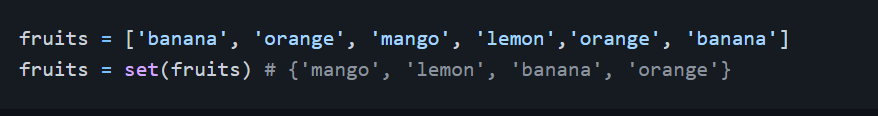 fruits = ['banana', 'orange', 'mango', 'lemon','orange', 'banana']
fruits = set(fruits) # {'mango', 'lemon', 'banana', 'orange'}